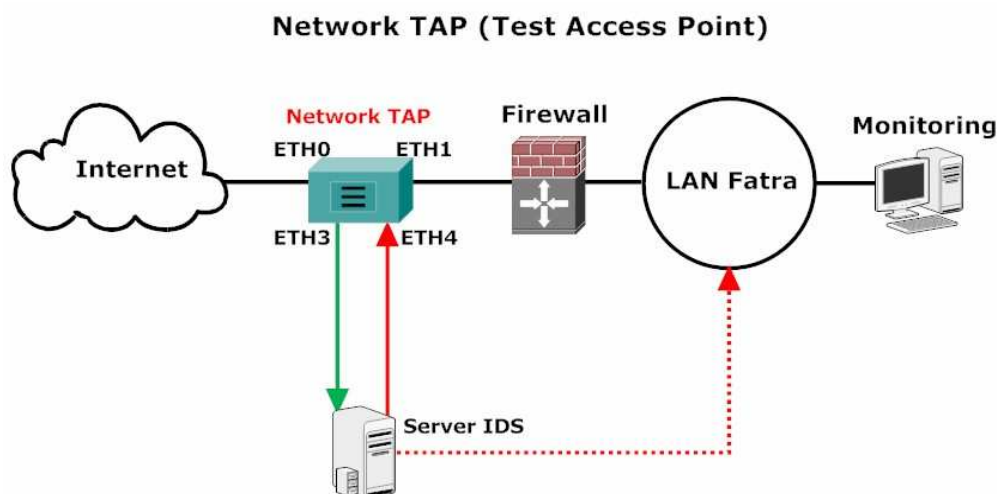 Network TAP (Test Access Point)
Network TAP
Firewall
Monitoring
ETH0
ETH1
Internet
LAN Fatra
ETH3
ETH4
Server IDS